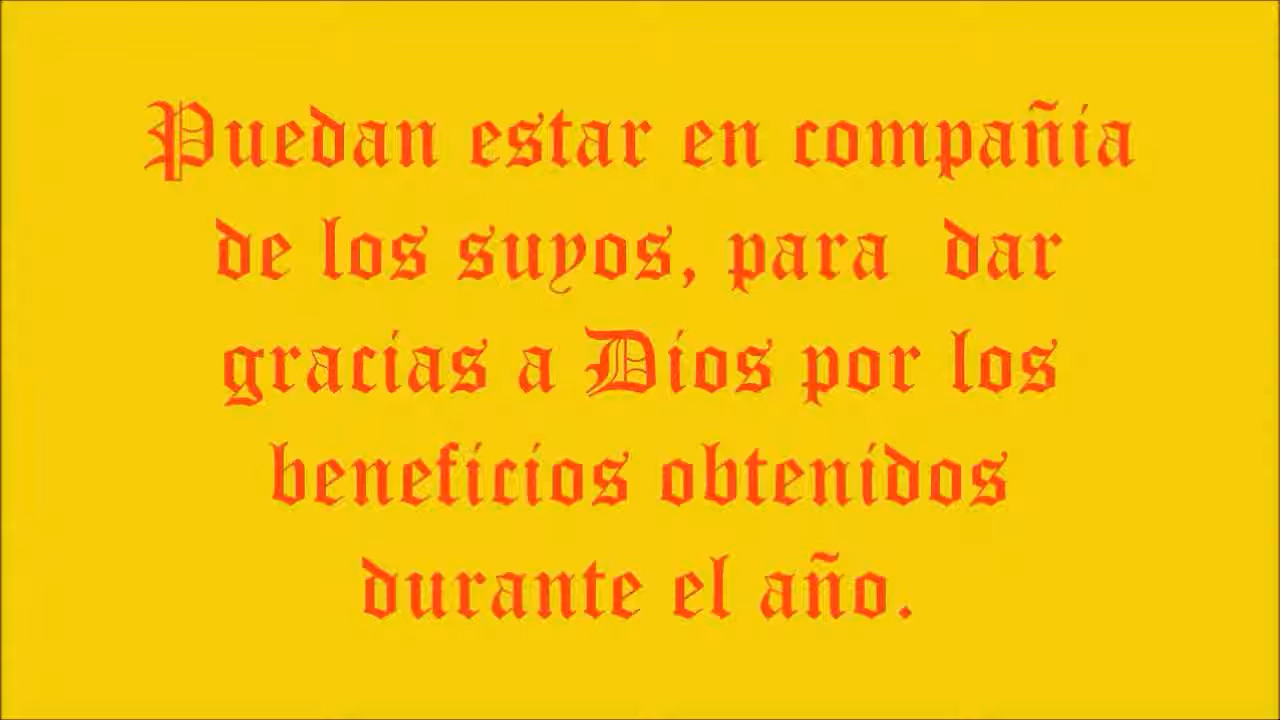 Puedan estar en compañia
de los suyos, para  dar
gracias a Dios por los
beneficios obtenidos
durante el año.